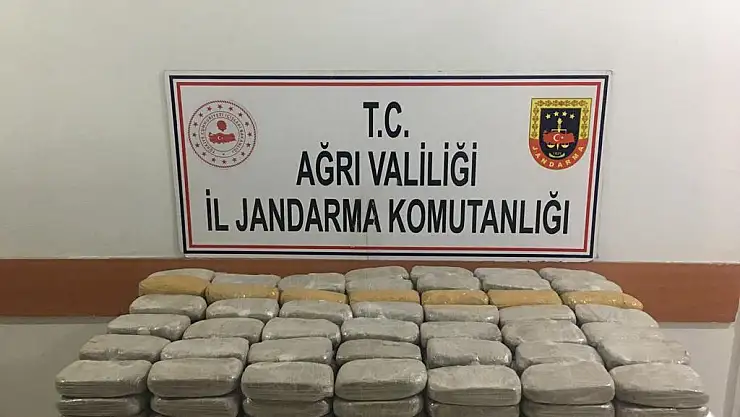 T.C.
AĞRI VALİLİĞİ
İL JANDARMA KOMUTANLIĞI
JANDARMA